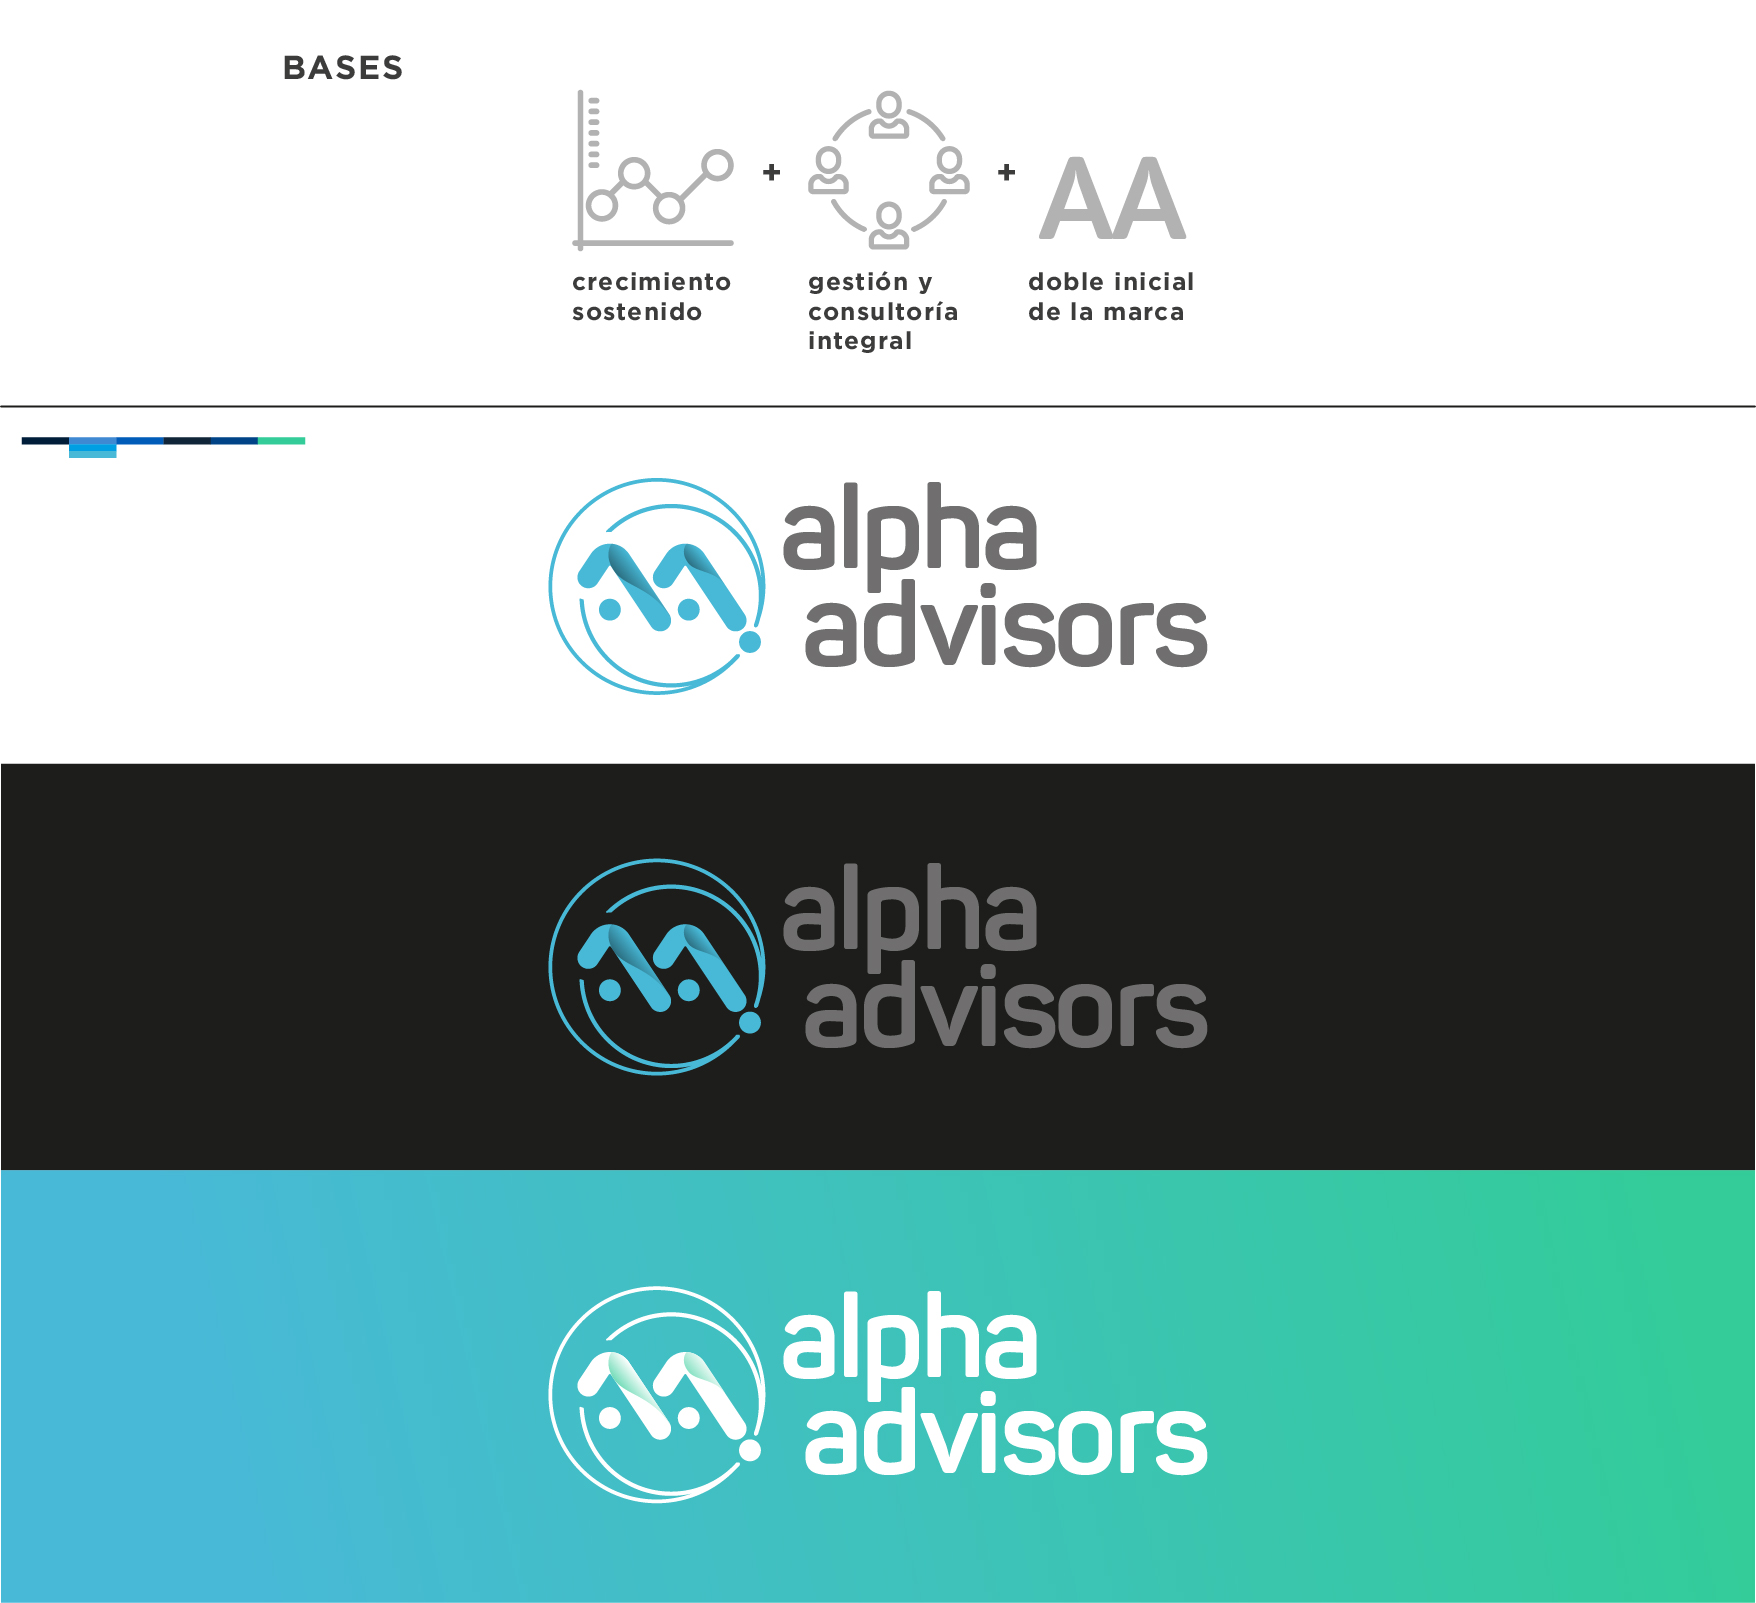 BASES
+ + AA
crecimiento
sostenido
gestión y
consultoría
integral
doble inicial
de la marca
alpha
advisors
alpha
advisors
alpha
advisors